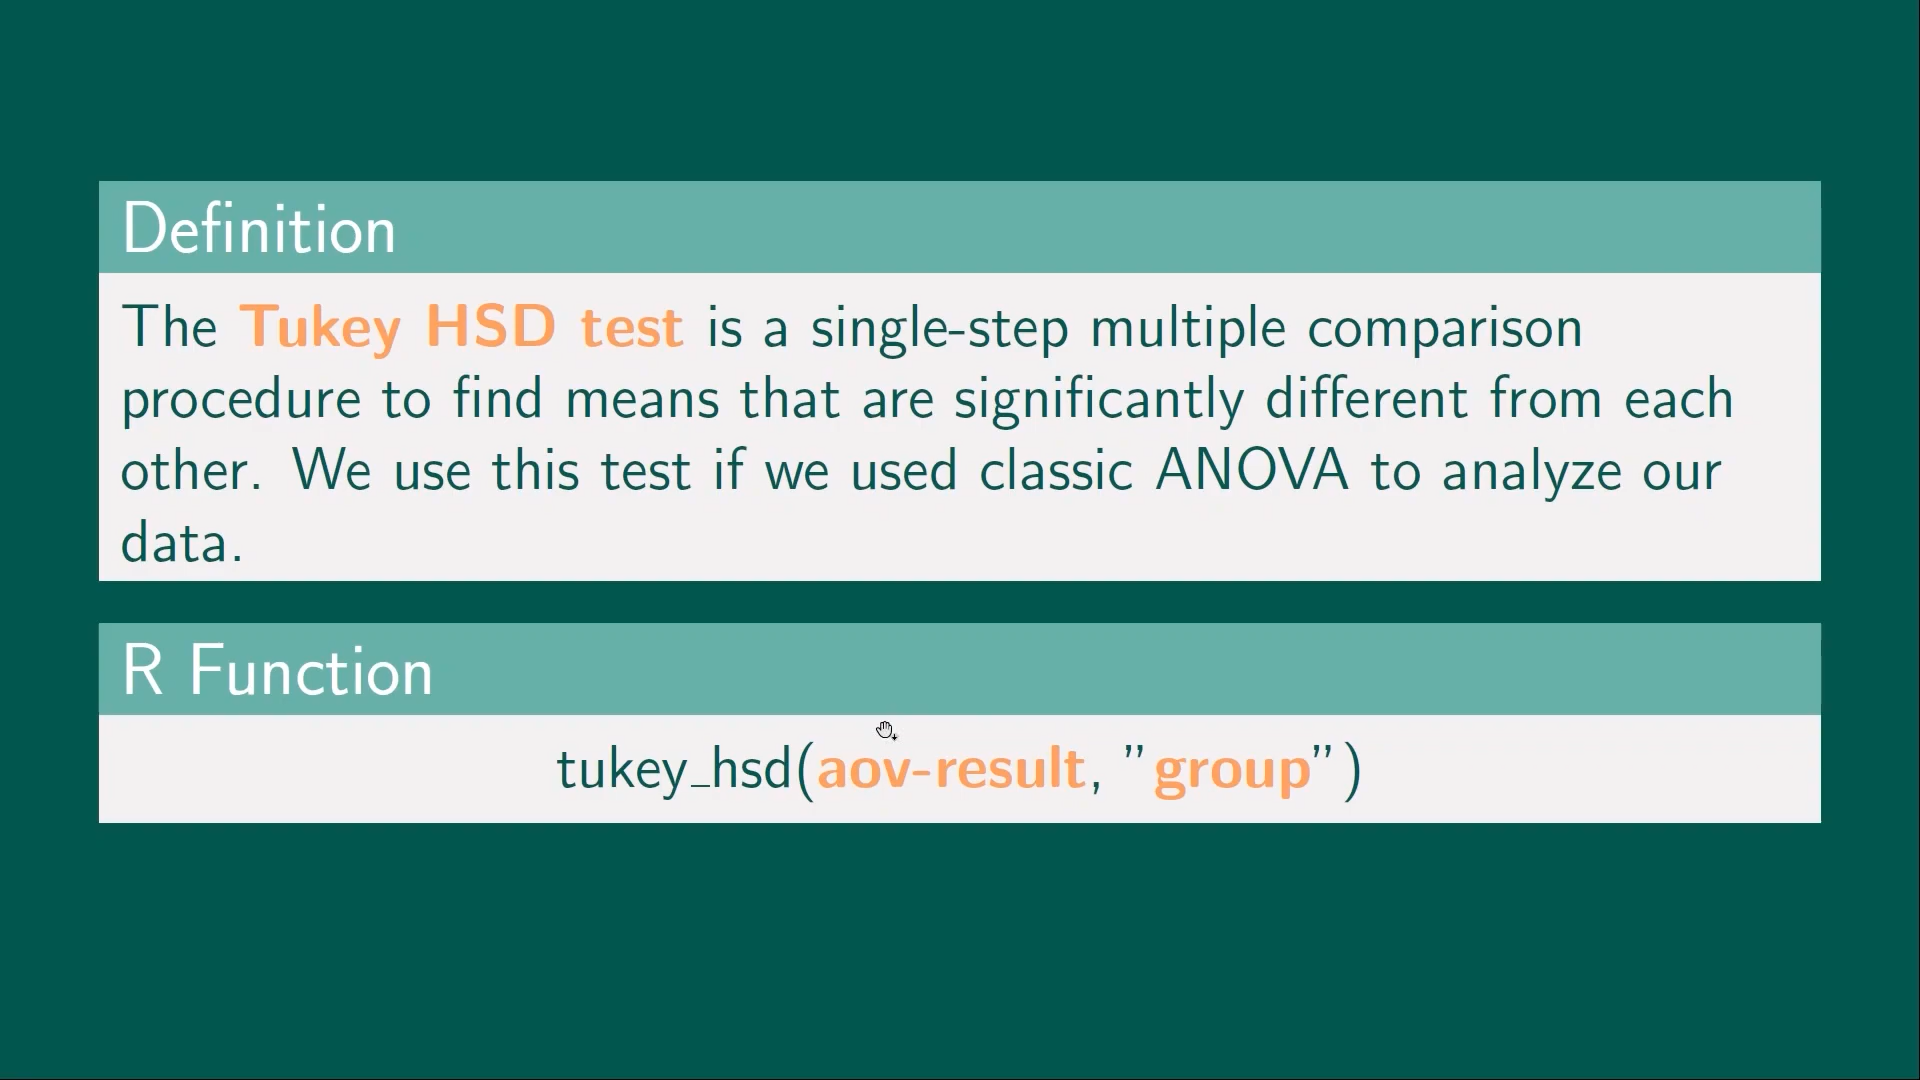 Definition
The Tukey HSD test is a single-step multiple comparison
procedure to find means that are significantly different from each
other. We use this test if we used classic ANOVA to analyze our
data.
R Function
tukey_hsd(aov-result, ”group”)